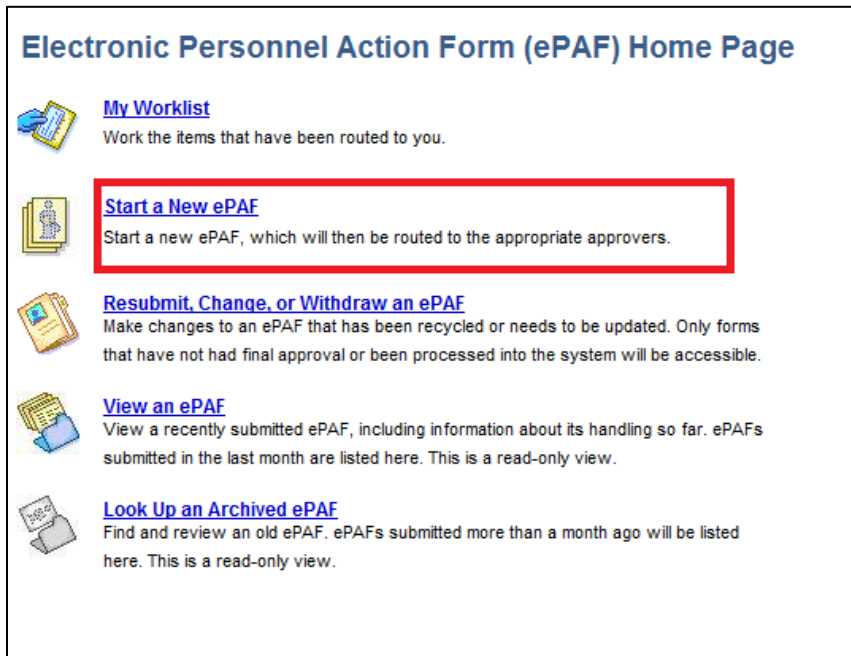 Electronic Personnel Action Form (ePAF) Home Page
My Worklist
Work the items that have been routed to you.
Start a New ePAF
Start a new ePAF, which will then be routed to the appropriate approvers.
Resubmit, Change, or Withdraw an ePAF
Make changes to an ePAF that has been recycled or needs to be updated. Only forms
that have not had final approval or been processed into the system will be accessible.
View an ePAF
View a recently submitted ePAF, including information about its handling so far. ePAFs
submitted in the last month are listed here. This is a read-only view.
Look Up an Archived ePAF
Find and review an old ePAF. ePAFs submitted more than a month ago will be listed
here. This is a read-only view.